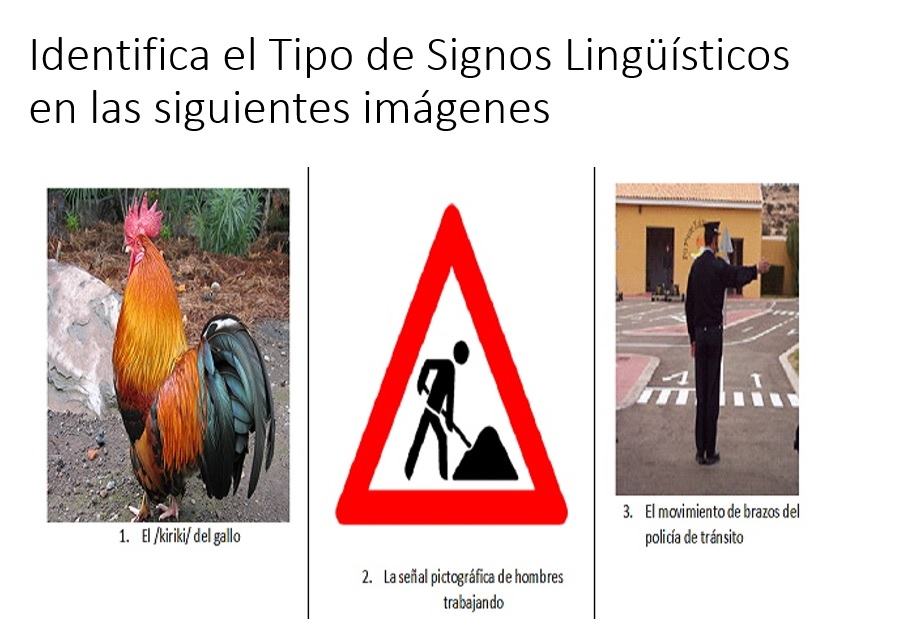 Identifica el Tipo de Signos Lingüísticos
en las siguientes imágenes
1. El /kiriki/ del gallo
2. La señal pictográfica de hombres
trabajando
3. El movimiento de brazos del
policía de tránsito